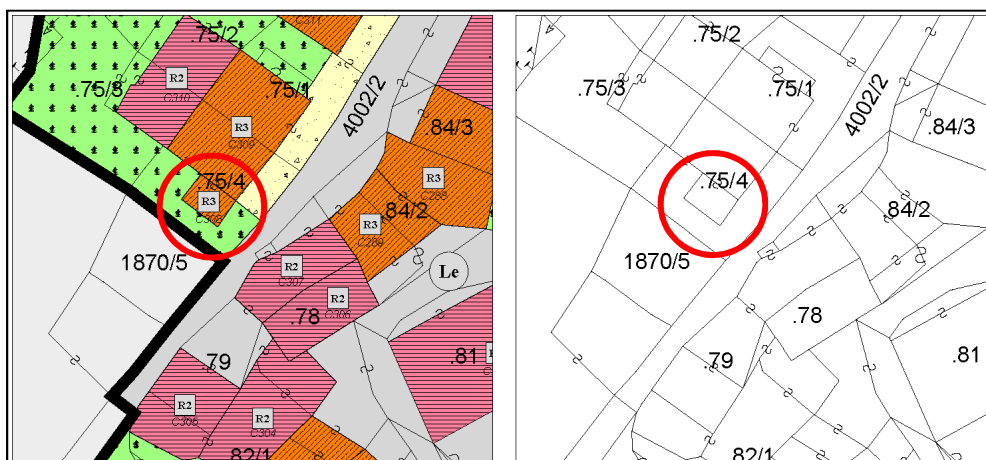 C311
.75/2
R2
C310
.75/3
.75/1
4002/2
R3
C309
.84/3
.75/4
R3
C288
R3
C308
84/2
R3
C289
1870/5
R2
C307
Le
R2
C306
.78
.79
.81
R2
C305
R2
C304
82/1
.75/2
.75/3
.75/1
4002/2
.84/3
.75/4
84/2
1870/5
.78
.79
.81
82/1